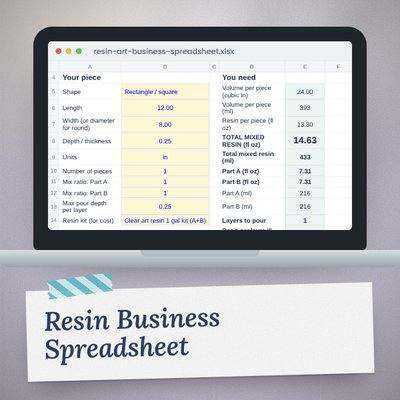 resin-art-business-spreadsheet.xlsx
A B C D E F
4 Your piece You need
5 Shape Rectangle / square Volume per piece (cubic in) 24.00
6 Length 12.00 Volume per piece (ml) 393
7 Width (or diameter for round) 8.00 Resin per piece (fl oz) 13.30
8 Depth / thickness 0.25 TOTAL MIXED RESIN (fl oz) 14.63
9 Units in Total mixed resin (ml) 433
10 Number of pieces 1 Part A (fl oz) 7.31
11 Mix ratio: Part A 1 Part B (fl oz) 7.31
12 Mix ratio: Part B 1 Part A (ml) 216
13 Max pour depth per layer 0.25 Part B (ml) 216
14 Resin kit (for cost) Clear art resin 1 gal kit (A+B) Layers to pour 1
Resin Business
Spreadsheet